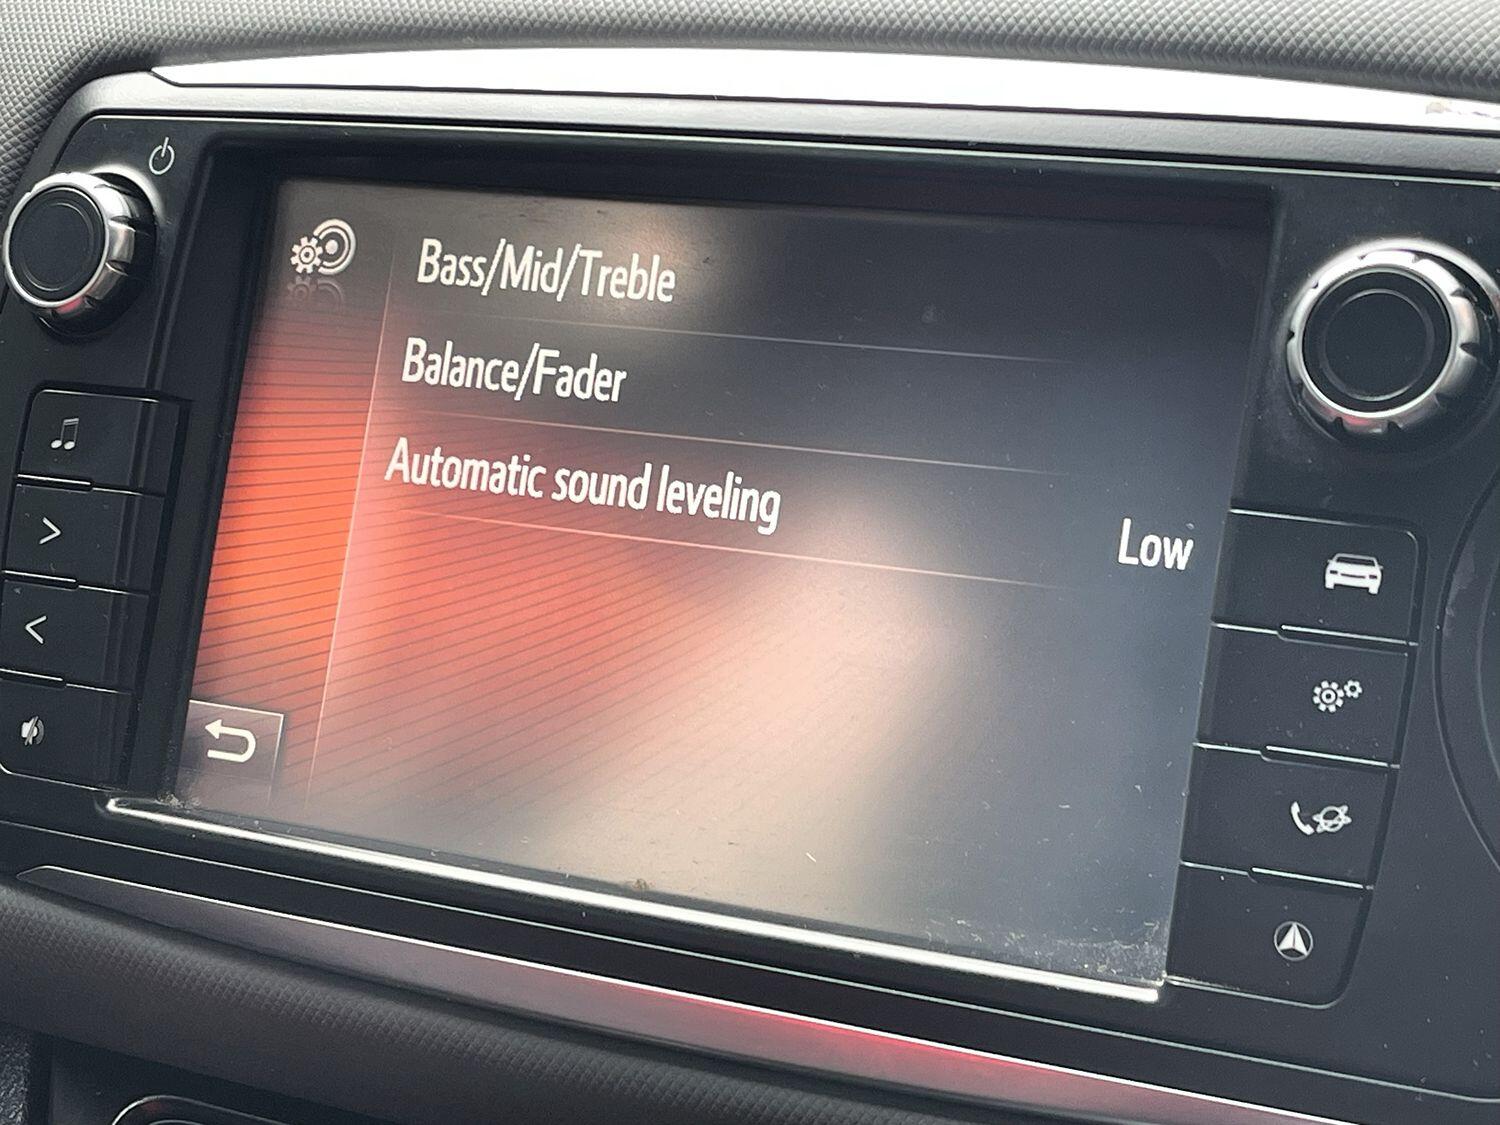 Bass/Mid/Treble
Balance/Fader
Automatic sound leveling
Low